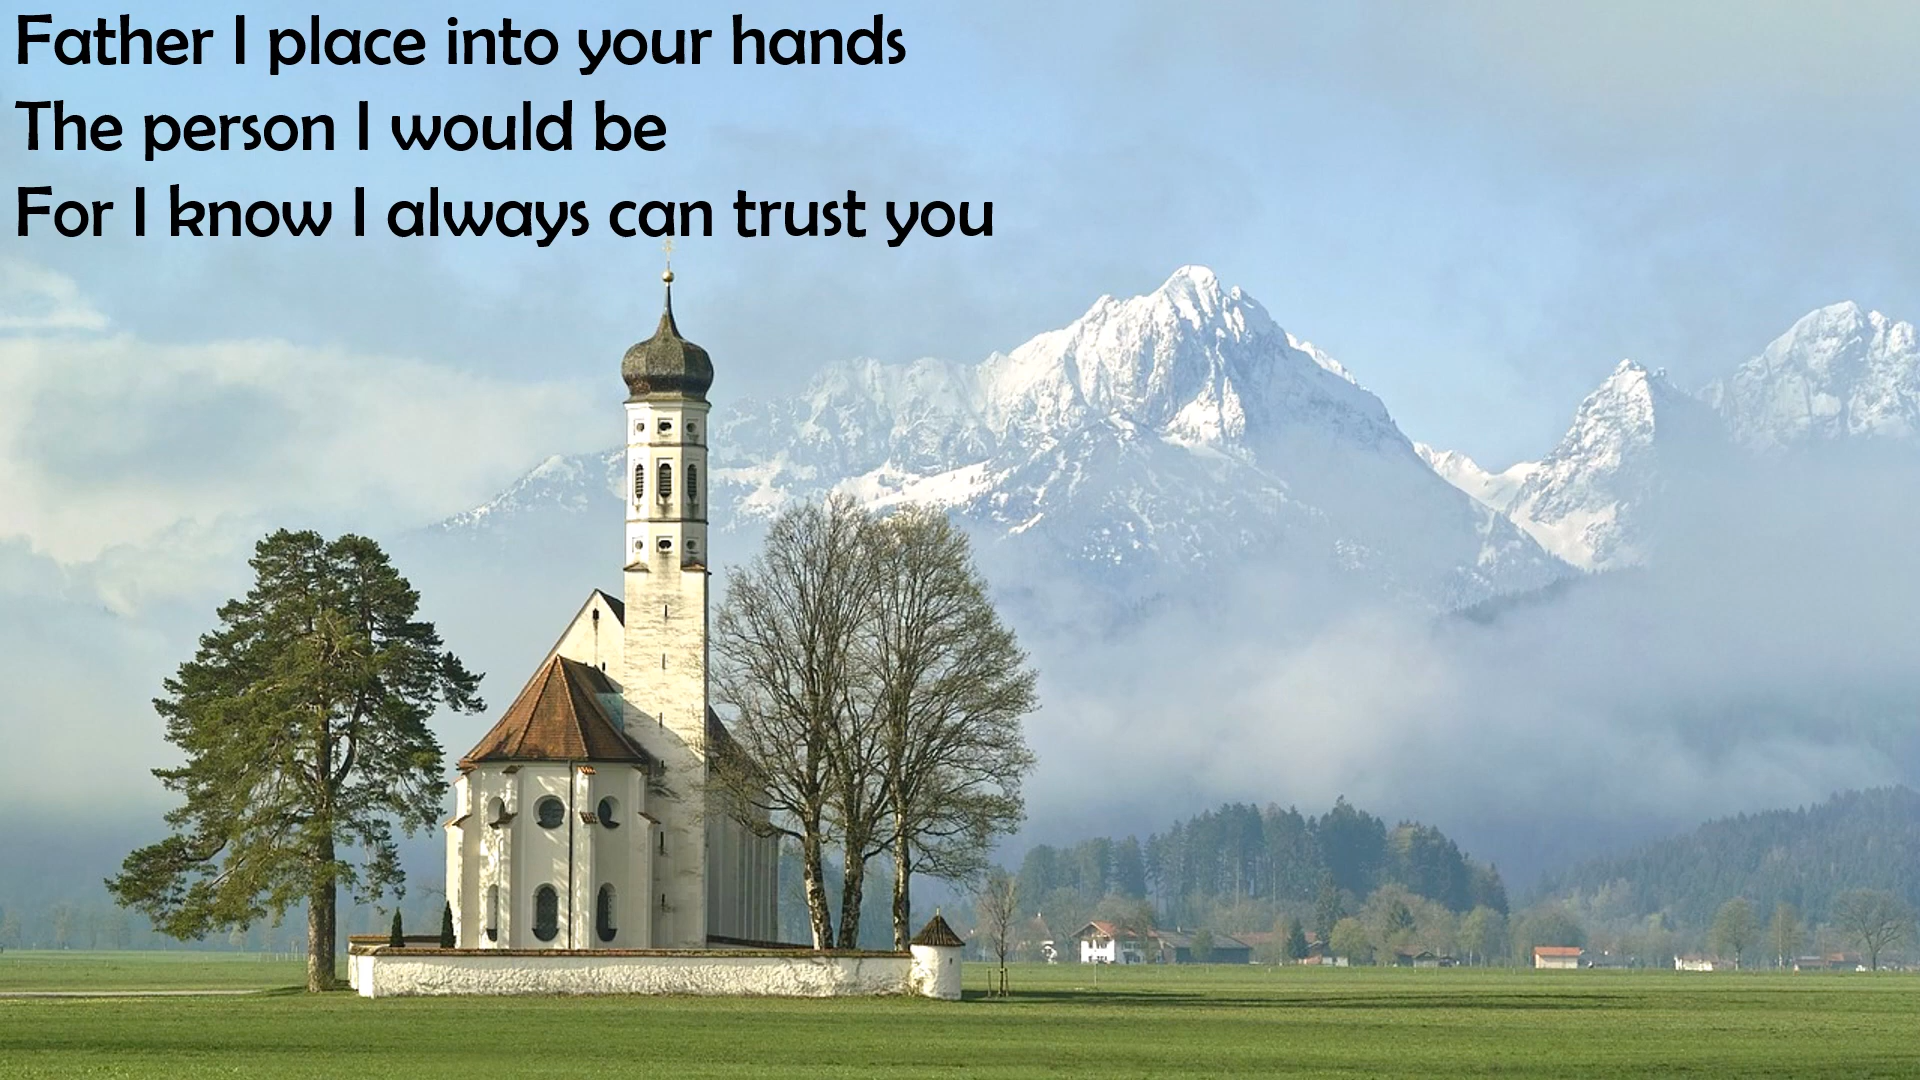 Father I place into your hands
The person I would be
For I know I always can trust you